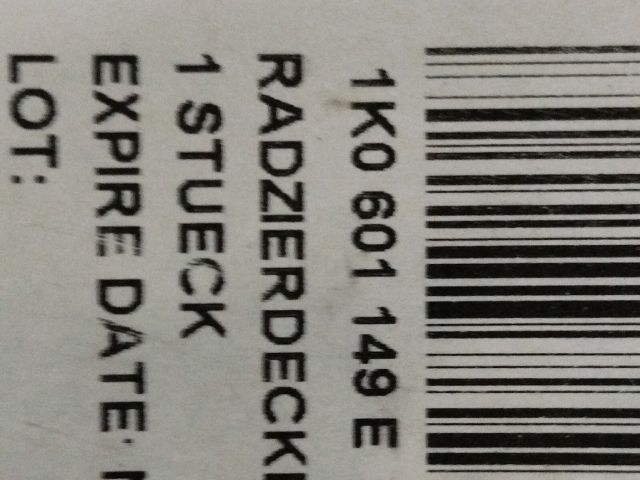 1K0 601 149 E
RADZIERDECK
1 STUECK
EXPIRE DATE:
LOT: